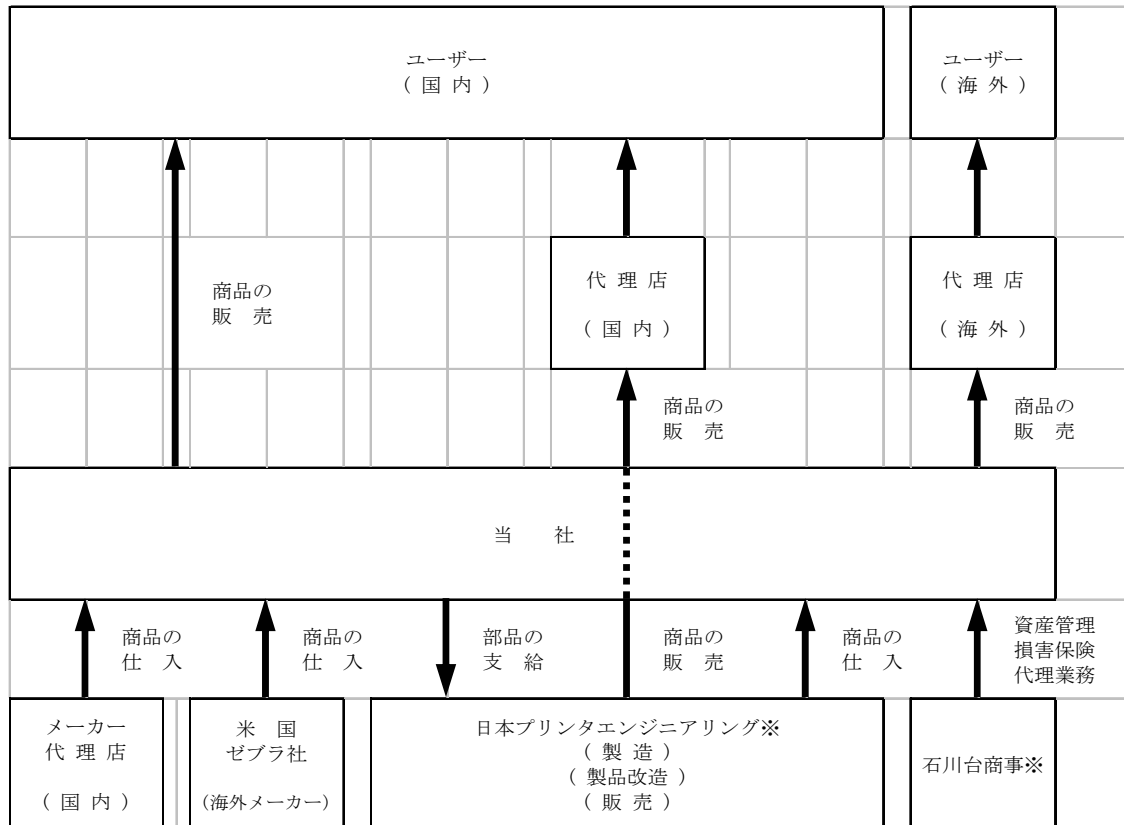 ユーザー
( 国 内 )
ユーザー
( 海 外 )
商品の
販 売
代 理 店
( 国 内 )
代 理 店
( 海 外 )
商品の
販 売
商品の
販 売
当 社
商品の
仕 入
商品の
仕 入
部品の
支 給
商品の
販 売
商品の
仕 入
資産管理
損害保険
代理業務
メーカー
代 理 店
( 国 内 )
米 国
ゼブラ社
(海外メーカー)
日本プリンタエンジニアリング※
( 製 造 )
( 製品改造 )
( 販 売 )
石川台商事※